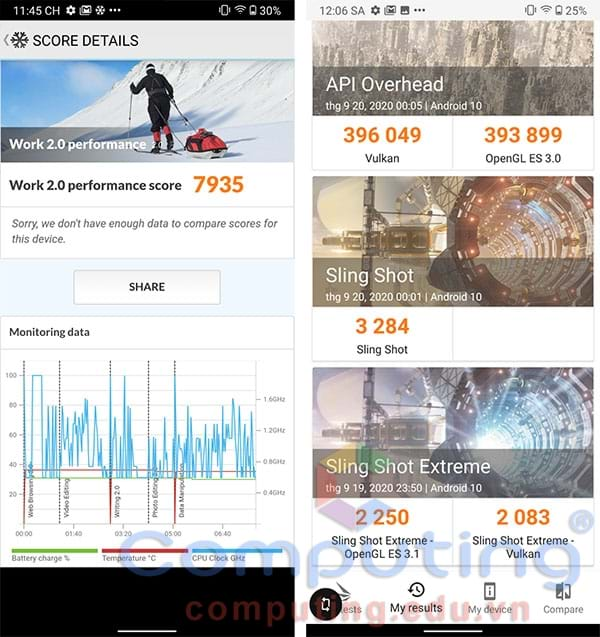 11:45 CH
30%
SCORE DETAILS
Work 2.0 performance 2.0
Work 2.0 performance score 7935
Sorry, we don't have enough data to compare scores for
this device.
SHARE
Monitoring data
100
80
60
40
20
1.6GHz
1.2GHz
0.8GHz
0.4GHz
Web Browsing 2.0
Video Editing
Writing 2.0
Photo Editing 2.0
Data Manipulation
00:00
01:40
03:20
05:00
06:40
Battery charge %
Temperature °C
CPU Clock GHz
12:06 SA
25%
API Overhead
thg 9 20, 2020 00:05 | Android 10
396 049
393 899
Vulkan
OpenGL ES 3.0
Sling Shot
thg 9 20, 2020 00:01 | Android 10
3 284
Sling Shot
Sling Shot Extreme
thg 9 19, 2020 23:50 | Android 10
2 250
2 083
Sling Shot Extreme -
OpenGL ES 3.1
Sling Shot Extreme -
Vulkan
My results
My device
Compare
Computing®
computing.edu.vn